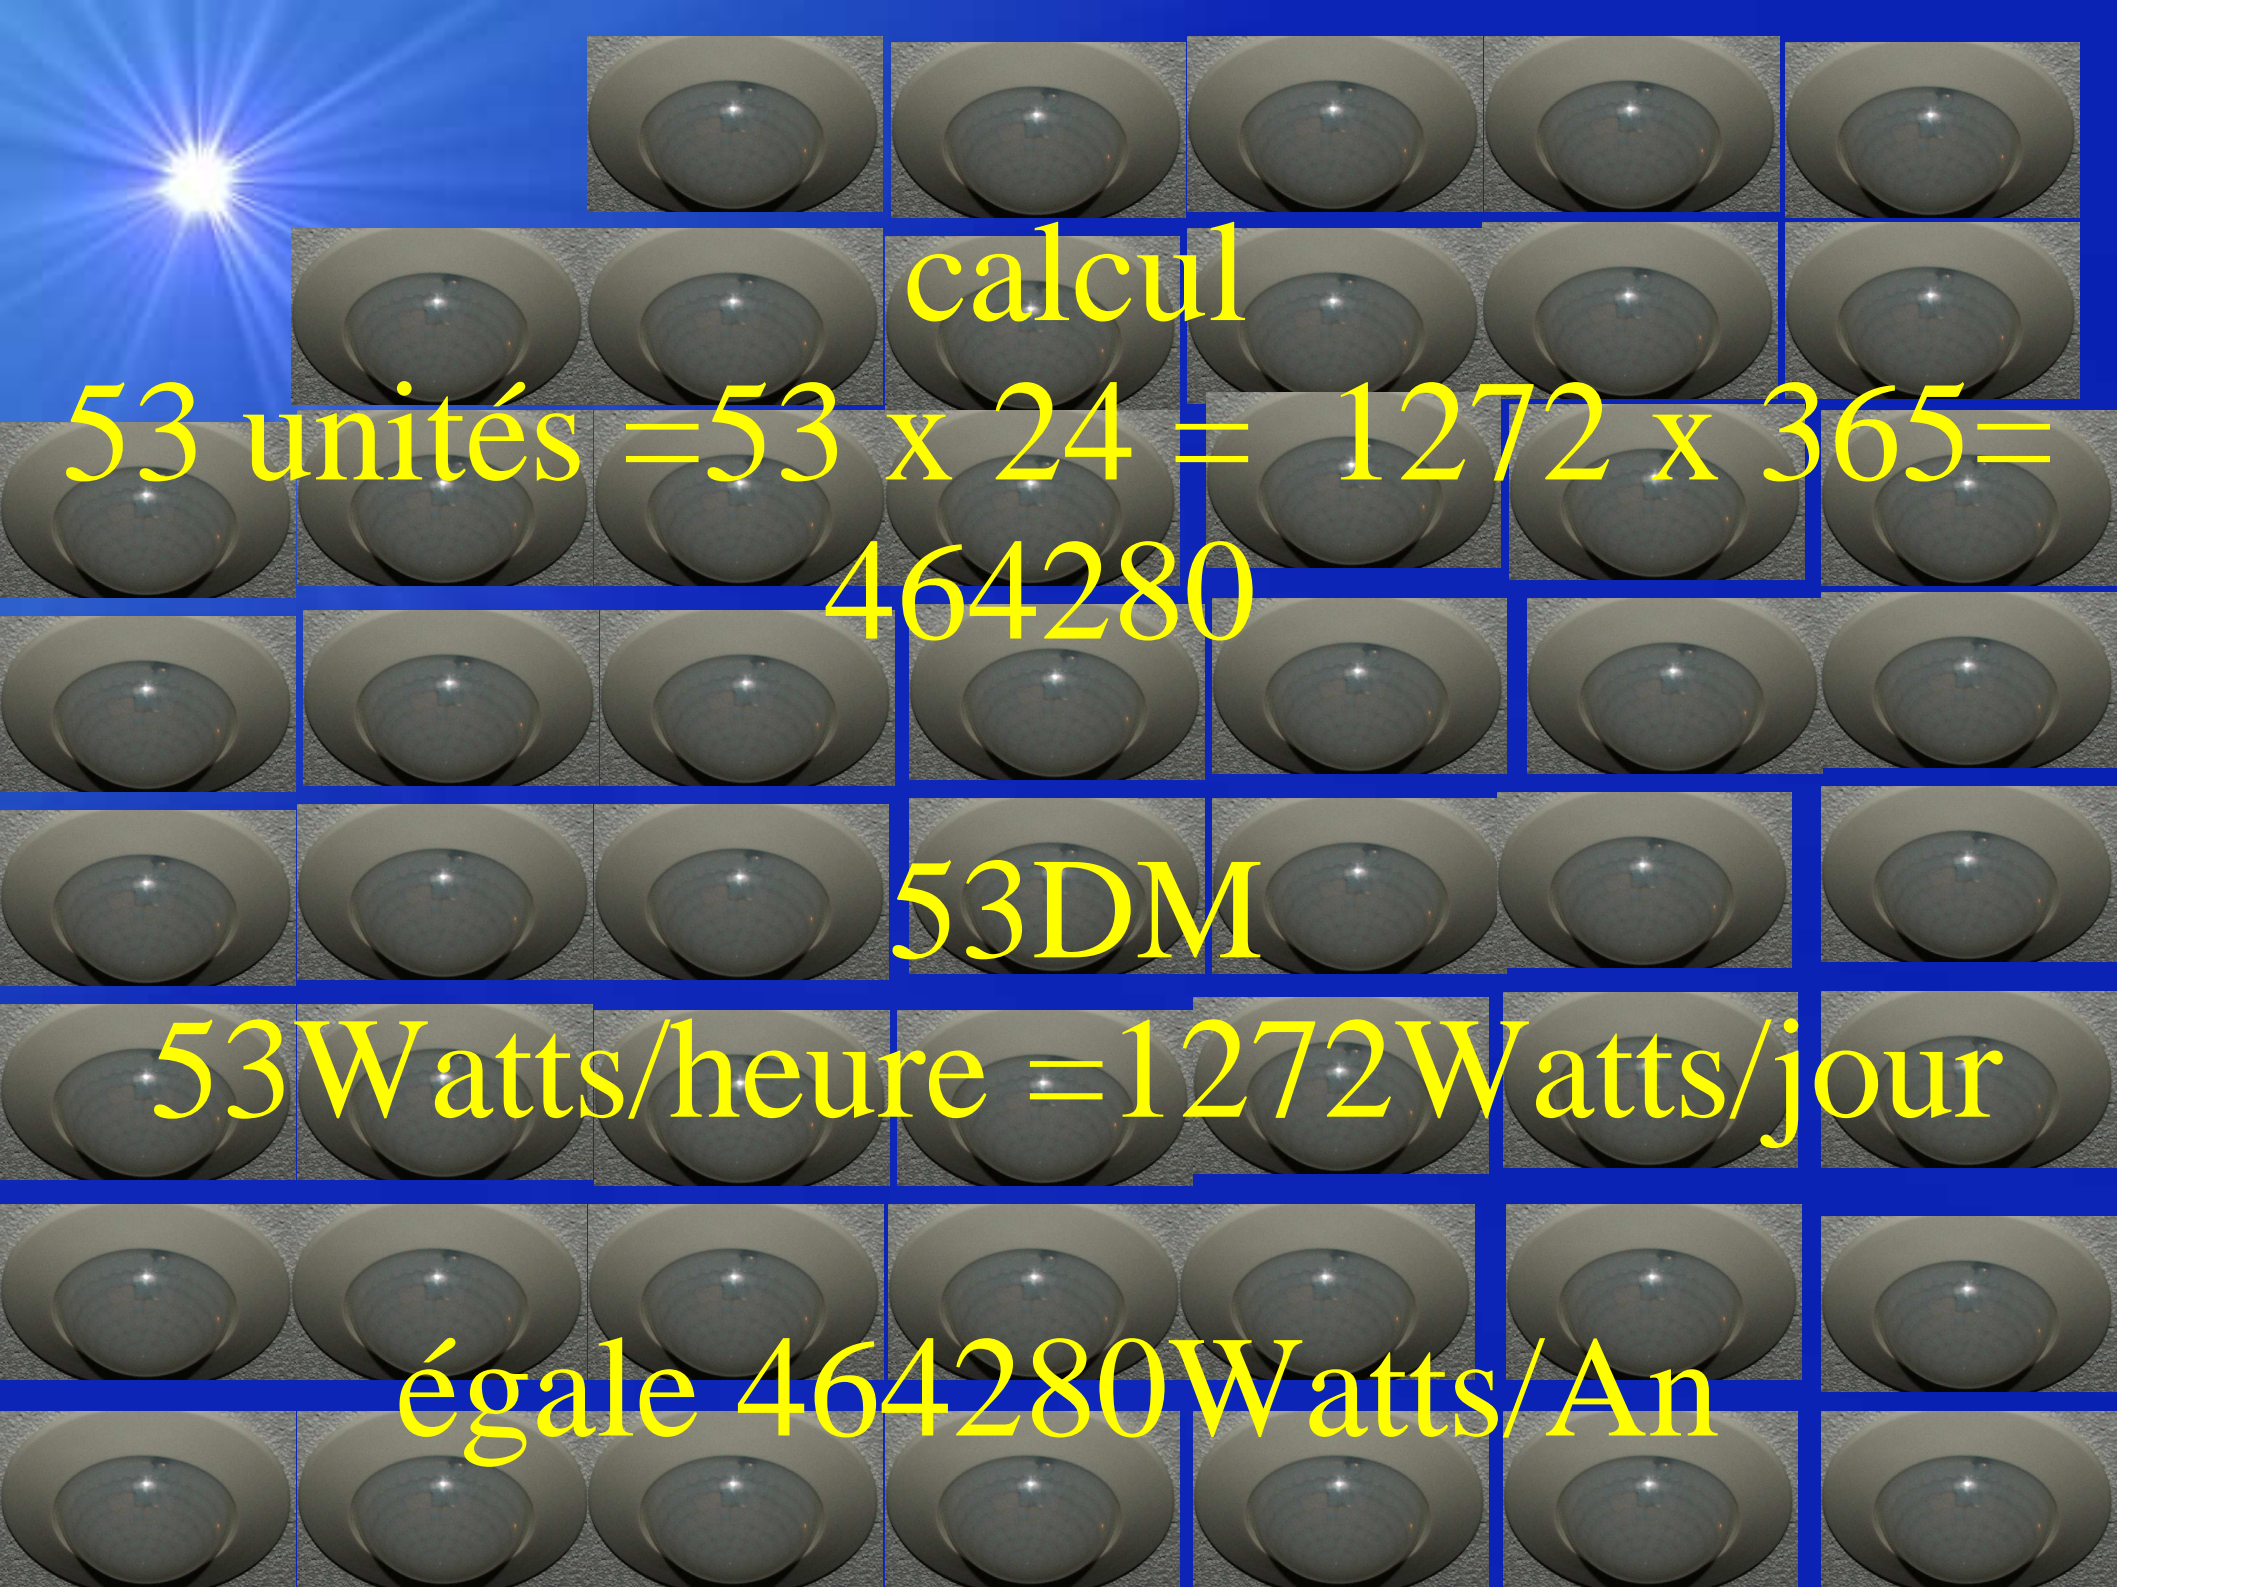 calcul
53 unités =53 x 24 = 1272 x 365=
464280
53DM
53Watts/heure =1272Watts/jour
égale 464280Watts/An